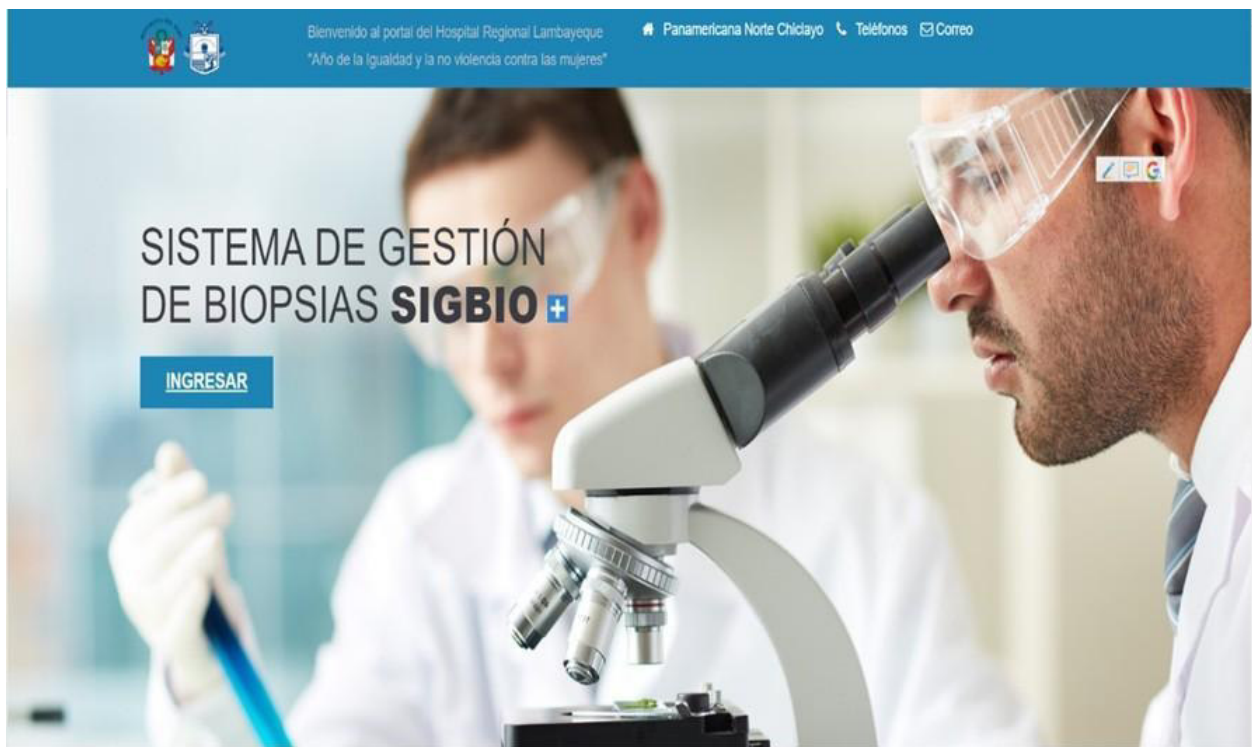 Bienvenido al portal del Hospital Regional Lambayeque
"Año de la Igualdad y la no violencia contra las mujeres"
Panamericana Norte Chiclayo Teléfonos Correo
SISTEMA DE GESTIÓN
DE BIOPSIAS SIGBIO
INGRESAR